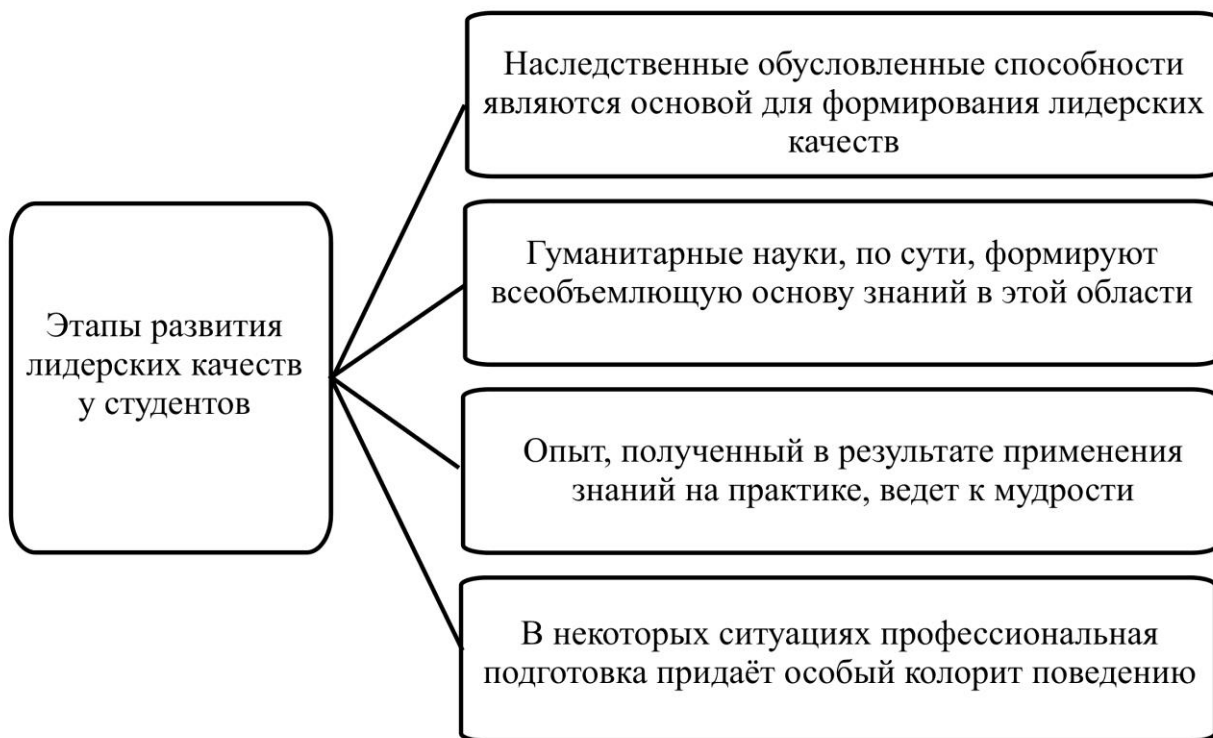 Этапы развития
лидерских качеств
у студентов
Наследственные обусловленные способности
являются основой для формирования лидерских
качеств
Гуманитарные науки, по сути, формируют
всеобъемлющую основу знаний в этой области
Опыт, полученный в результате применения
знаний на практике, ведет к мудрости
В некоторых ситуациях профессиональная
подготовка придаёт особый колорит поведению